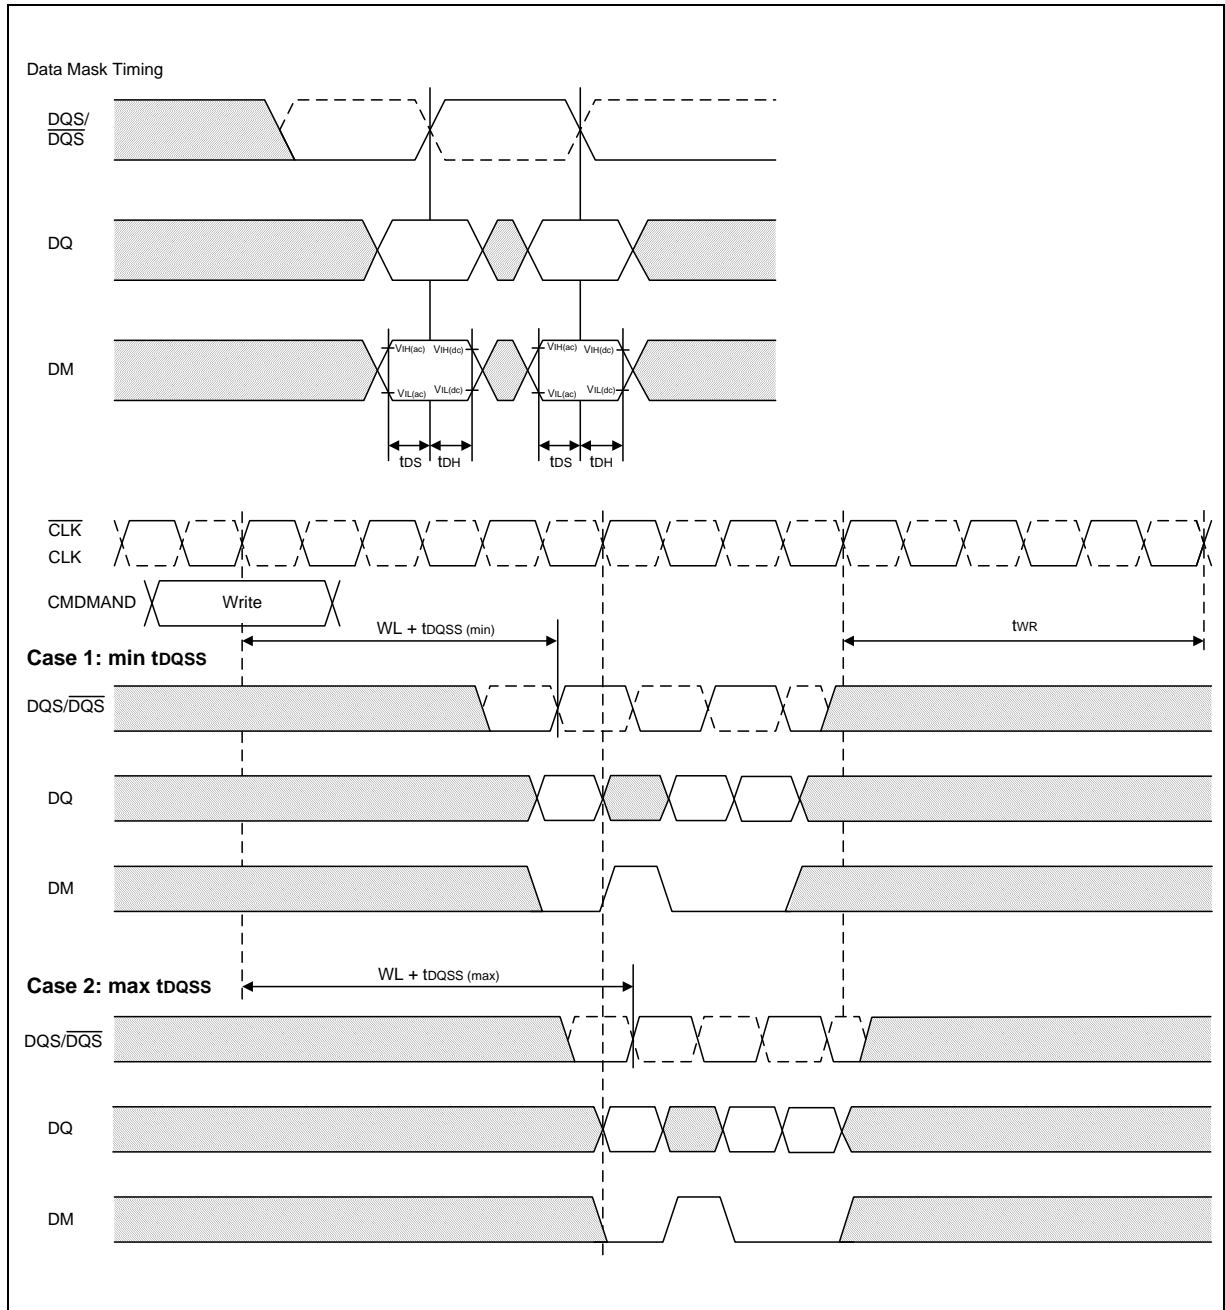 Data Mask Timing
DQS/
DQS
DQ
DM
VIH(ac) VIH(dc) VIH(ac) VIH(dc)
VIL(ac) VIL(dc) VIL(ac) VIL(dc)
tDS tDH tDS tDH
CLK
CLK
CMDMAND Write
WL + tDQSS (min) tWR
Case 1: min tDQSS
DQS/DQS
DQ
DM
WL + tDQSS (max)
Case 2: max tDQSS
DQS/DQS
DQ
DM